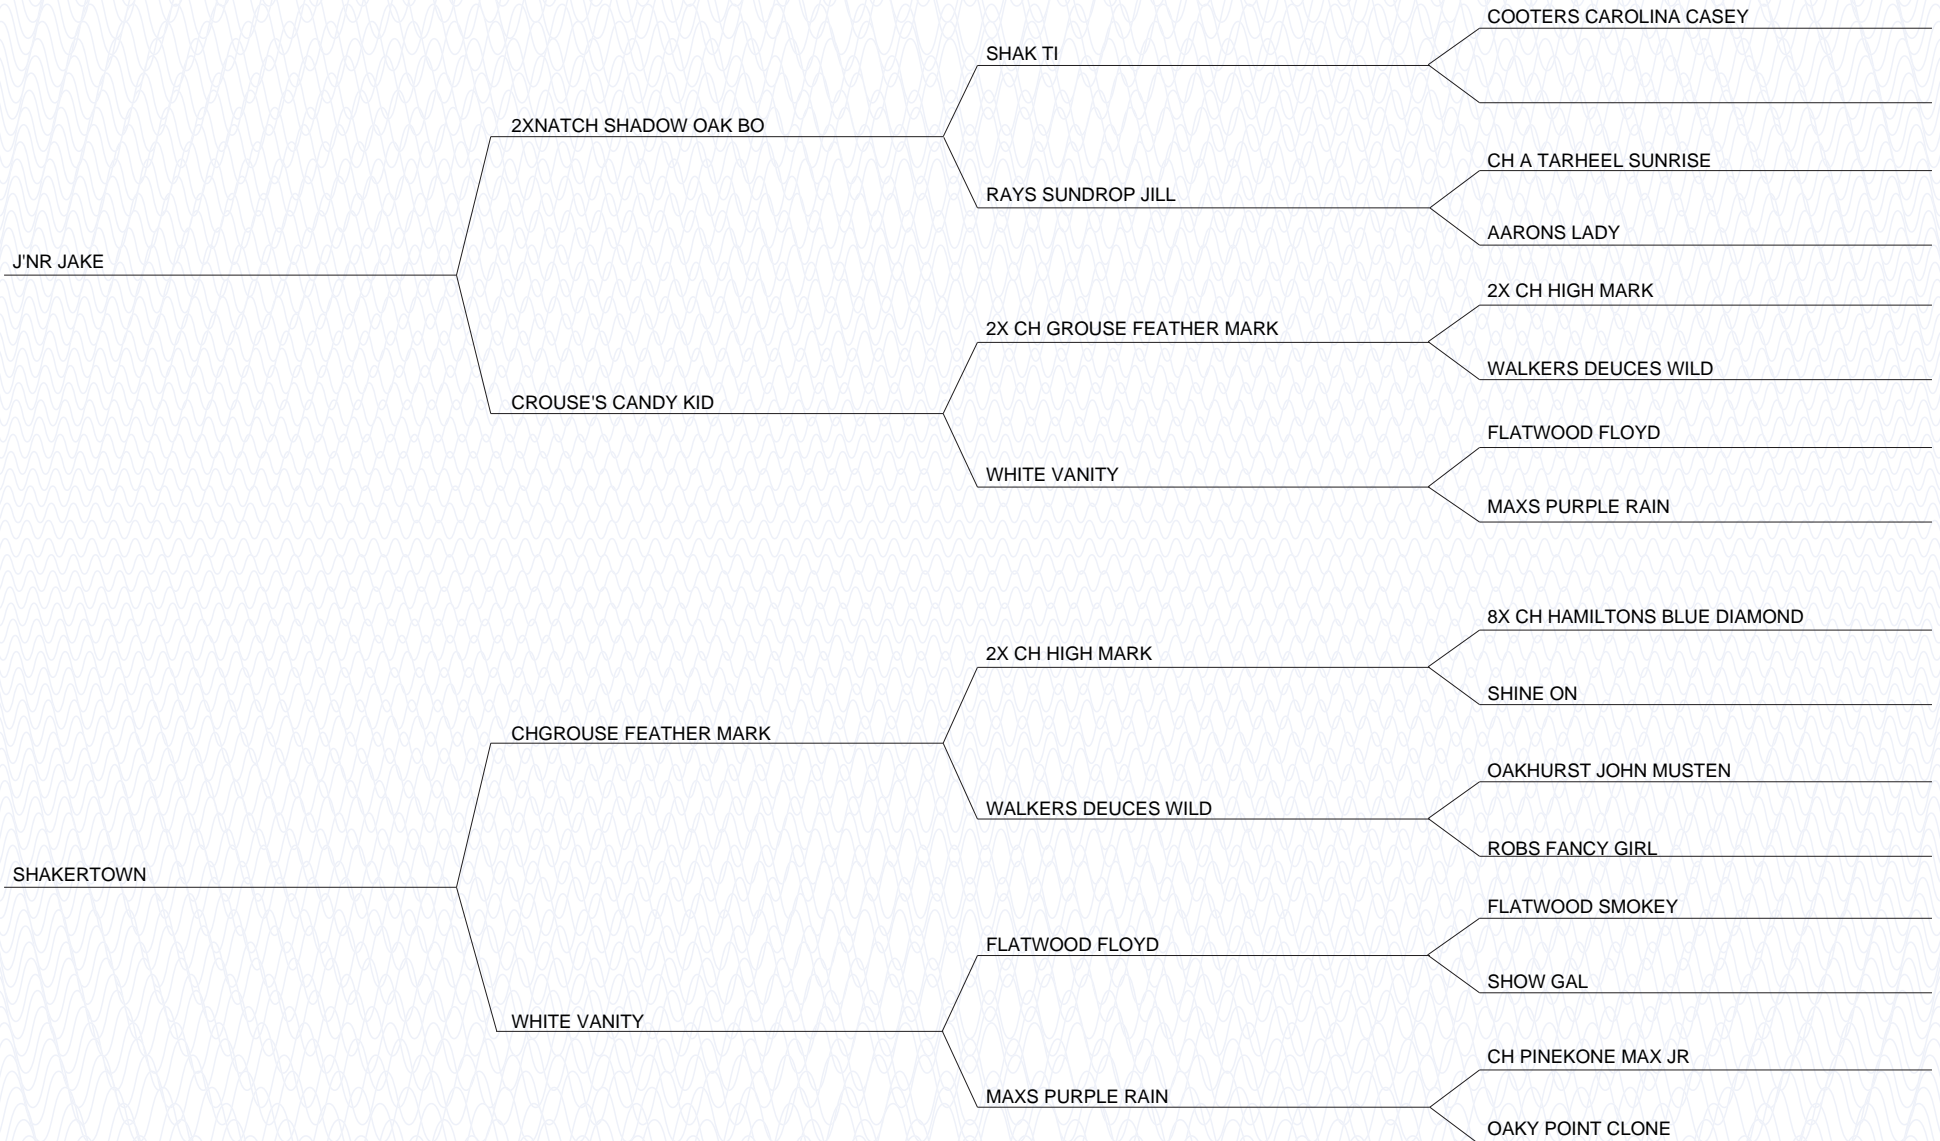 COOTERS CAROLINA CASEY
SHAK TI
2XNATCH SHADOW OAK BO
CH A TARHEEL SUNRISE
RAYS SUNDROP JILL
AARONS LADY
J'NR JAKE
2X CH HIGH MARK
2X CH GROUSE FEATHER MARK
WALKERS DEUCES WILD
CROUSE'S CANDY KID
FLATWOOD FLOYD
WHITE VANITY
MAXS PURPLE RAIN
8X CH HAMILTONS BLUE DIAMOND
2X CH HIGH MARK
SHINE ON
CHGROUSE FEATHER MARK
OAKHURST JOHN MUSTEN
WALKERS DEUCES WILD
ROBS FANCY GIRL
SHAKERTOWN
FLATWOOD SMOKEY
FLATWOOD FLOYD
SHOW GAL
WHITE VANITY
CH PINEKONE MAX JR
MAXS PURPLE RAIN
OAKY POINT CLONE